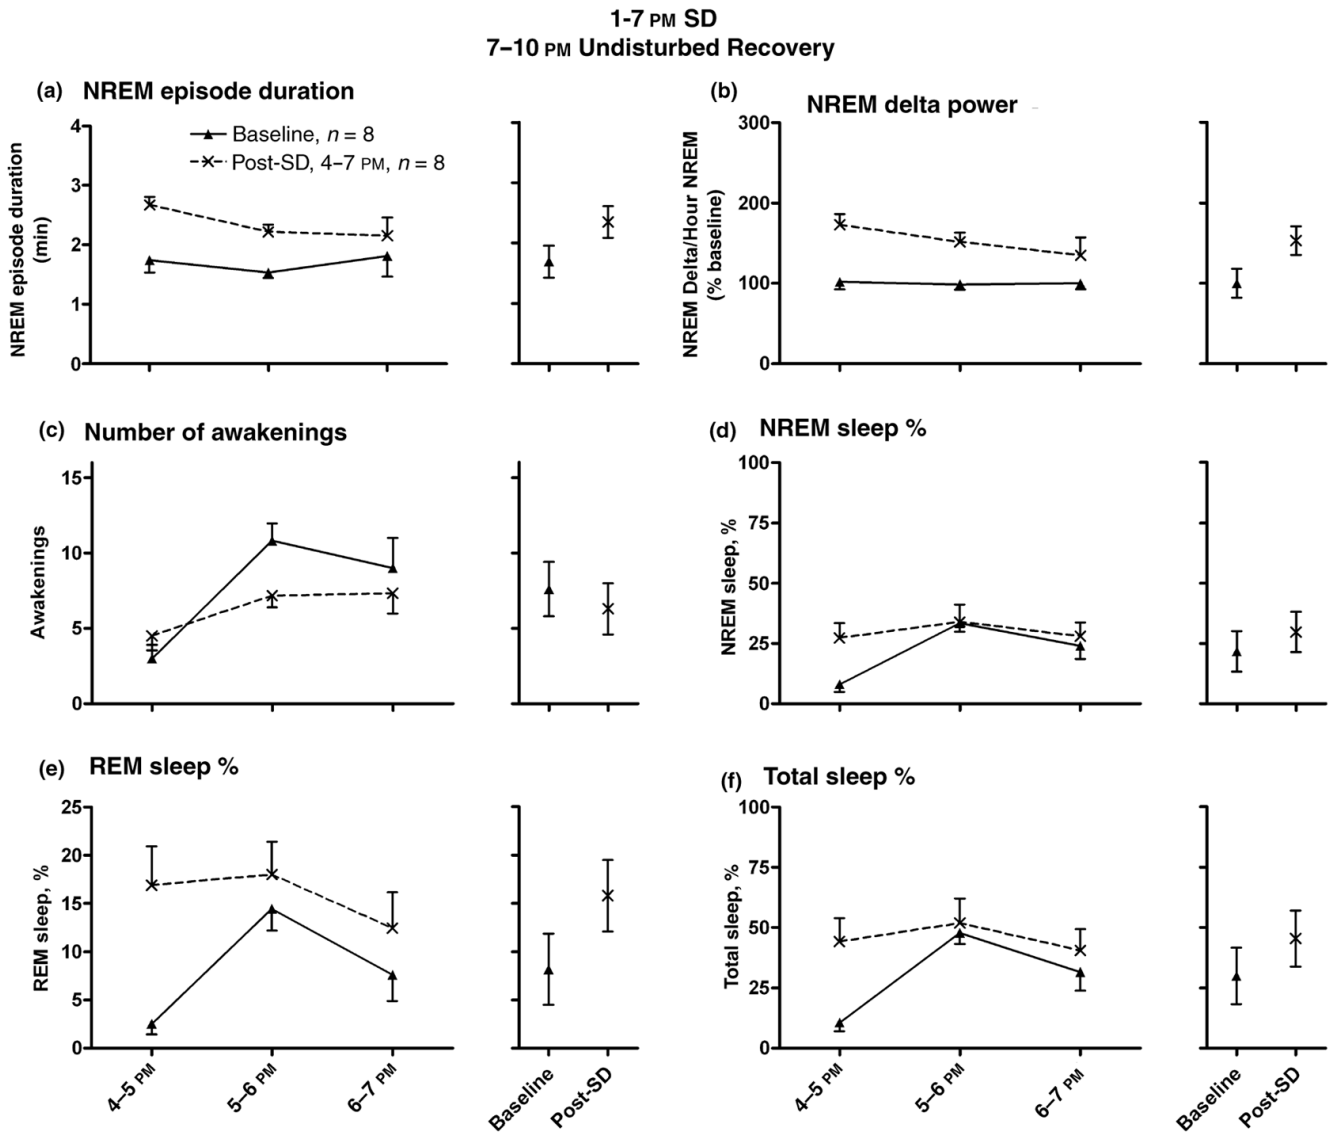 1-7 PM SD
7–10 PM Undisturbed Recovery
(a) NREM episode duration
NREM episode duration
(min)
4
3
2
1
0
Baseline, n = 8
Post-SD, 4–7 PM, n = 8
(b) NREM delta power
NREM Delta/Hour NREM
(% baseline)
300
200
100
0
(c) Number of awakenings
Awakenings
15
10
5
0
(d) NREM sleep %
NREM sleep, %
100
75
50
25
0
(e) REM sleep %
REM sleep, %
25
20
15
10
5
0
4–5 PM
5–6 PM
6–7 PM
Baseline
Post-SD
(f) Total sleep %
Total sleep, %
100
75
50
25
0
4–5 PM
5–6 PM
6–7 PM
Baseline
Post-SD